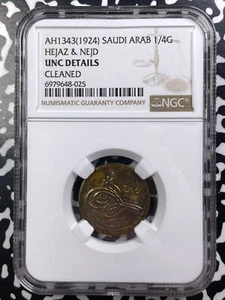 AH1343(1924) SAUDI ARAB 1/4G
HEJAZ & NEJD
UNC DETAILS
CLEANED
6979648-025
NGC
NUMISMATIC GUARANTY COMPANY